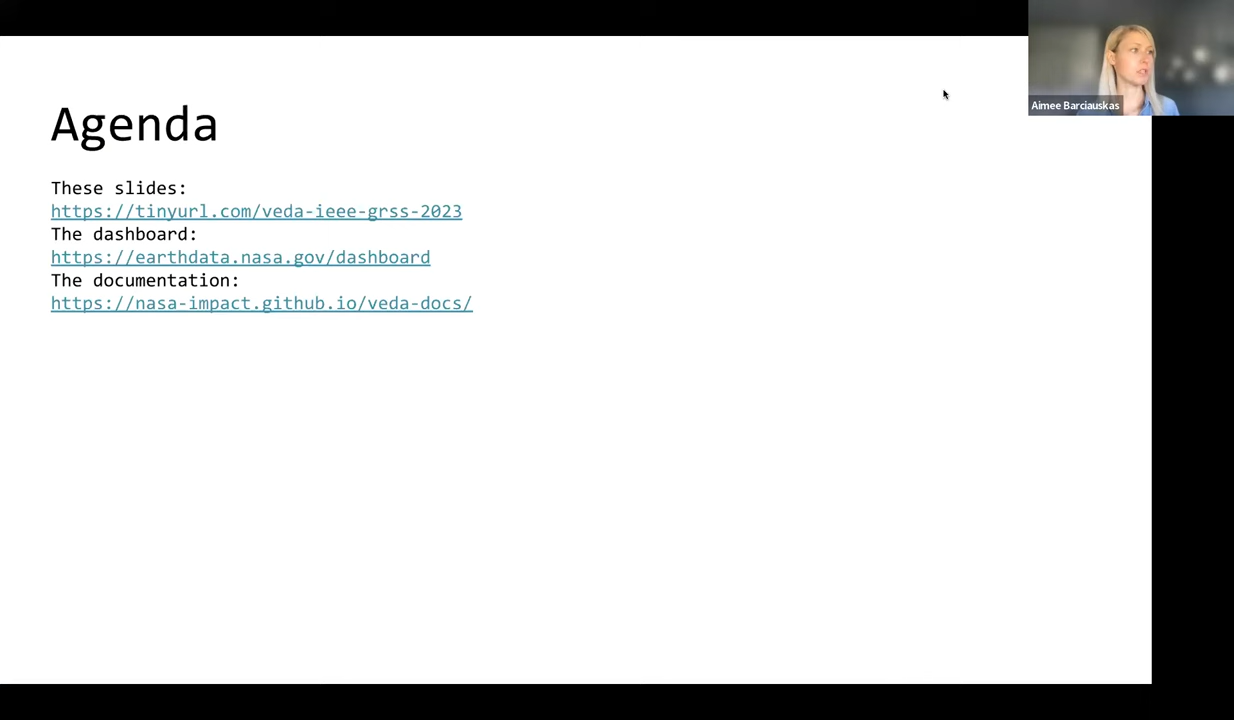 Agenda
These slides:
https://tinyurl.com/veda-ieee-grss-2023
The dashboard:
https://earthdata.nasa.gov/dashboard
The documentation:
https://nasa-impact.github.io/veda-docs/
Aimee Barciauskas